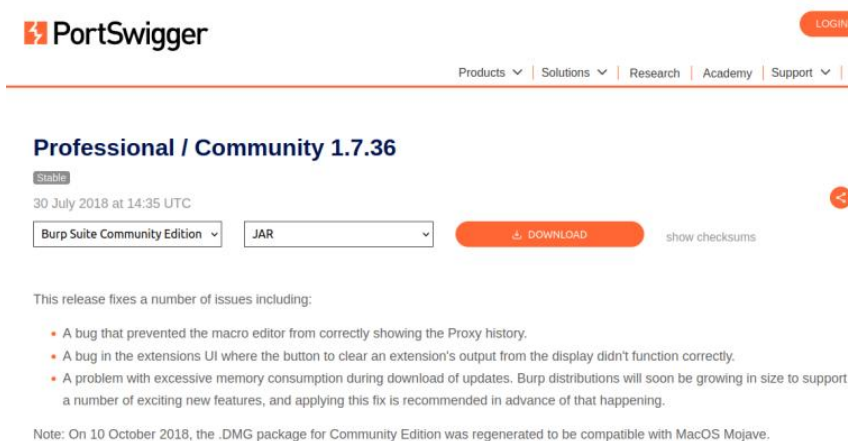 PortSwigger
LOGIN
Products
Solutions
Research
Academy
Support
Professional / Community 1.7.36
Stable
30 July 2018 at 14:35 UTC
Burp Suite Community Edition
JAR
DOWNLOAD
show checksums
This release fixes a number of issues including:
A bug that prevented the macro editor from correctly showing the Proxy history.
A bug in the extensions UI where the button to clear an extension's output from the display didn't function correctly.
A problem with excessive memory consumption during download of updates. Burp distributions will soon be growing in size to support
a number of exciting new features, and applying this fix is recommended in advance of that happening.
Note: On 10 October 2018, the .DMG package for Community Edition was regenerated to be compatible with MacOS Mojave.